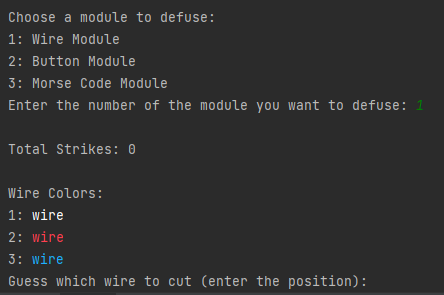 Choose a module to defuse:
1: Wire Module
2: Button Module
3: Morse Code Module
Enter the number of the module you want to defuse: 1
Total Strikes: 0
Wire Colors:
1: wire
2: wire
3: wire
Guess which wire to cut (enter the position):